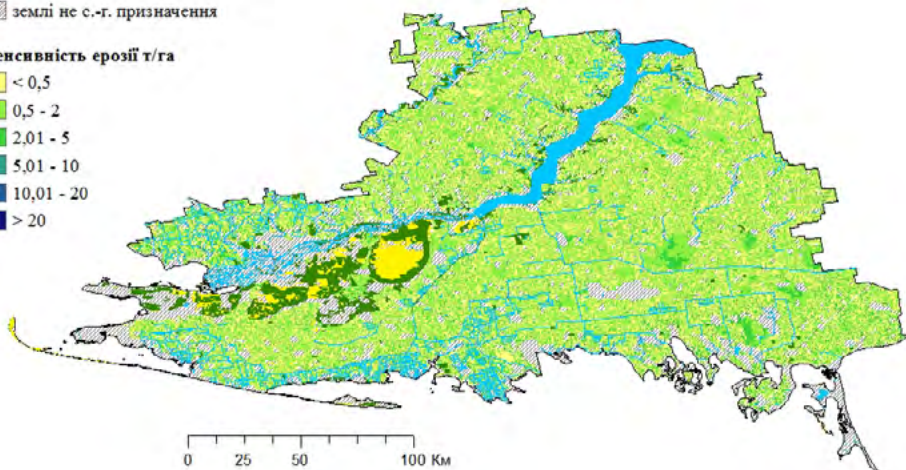 землі не с.-г. призначення
енсивність ерозії т/га
< 0,5
0,5 - 2
2,01 - 5
5,01 - 10
10,01 - 20
> 20
0 25 50 100 Км